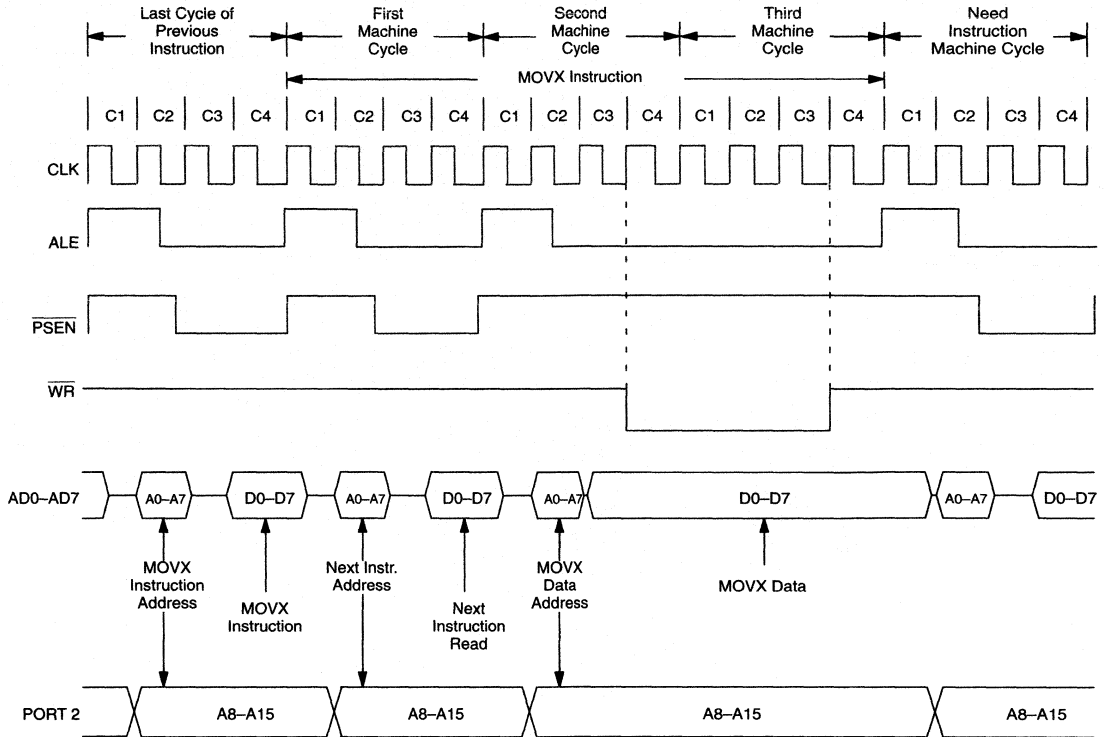 Last Cycle of
Previous
Instruction
First
Machine
Cycle
Second
Machine
Cycle
Third
Machine
Cycle
Need
Instruction
Machine Cycle
MOVX Instruction
C1 C2 C3 C4 C1 C2 C3 C4 C1 C2 C3 C4 C1 C2 C3 C4 C1 C2 C3 C4
CLK
ALE
PSEN
WR
AD0–AD7 A0–A7 D0–D7 A0–A7 D0–D7 A0–A7 D0–D7 A0–A7 D0–D7
MOVX
Instruction
Address
MOVX
Instruction
Next Instr.
Address
Next
Instruction
Read
MOVX
Data
Address
MOVX Data
PORT 2 A8–A15 A8–A15 A8–A15 A8–A15